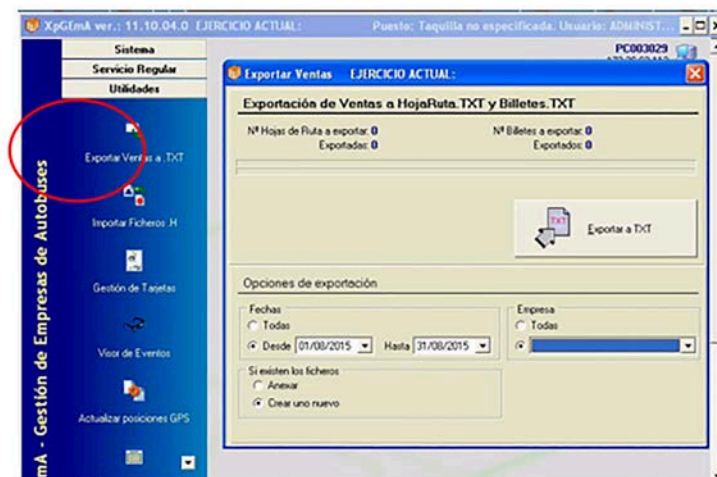 XpGEmA ver.: 11.10.04.0 EJERCICIO ACTUAL: Puesto: Taquilla no especificada. Usuario: ADMINIST...
Sistema
Servicio Regular
Utilidades
PC003029
Exportar Ventas a .TXT
Importar Ficheros .H
Gestión de Tarjetas
Visor de Eventos
Actualizar posiciones GPS
EmA - Gestión de Empresas de Autobuses
Exportar Ventas EJERCICIO ACTUAL:
Exportación de Ventas a HojaRuta.TXT y Billetes.TXT
Nº Hojas de Ruta a exportar: 0 Nº Billetes a exportar: 0
Exportadas: 0 Exportados: 0
TXT
Exportar a TXT
Opciones de exportación
Fechas
Todas
Desde 01/08/2015 Hasta 31/08/2015
Empresa
Todas
Si existen los ficheros
Anexar
Crear uno nuevo